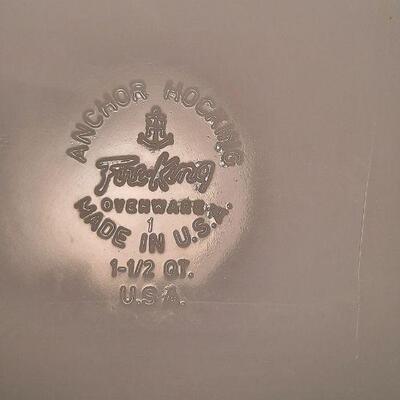 ANCHOR HOCKING
Fire King
OVENWARE
1
MADE IN U.S.A.
1-1/2 QT.
U.S.A.